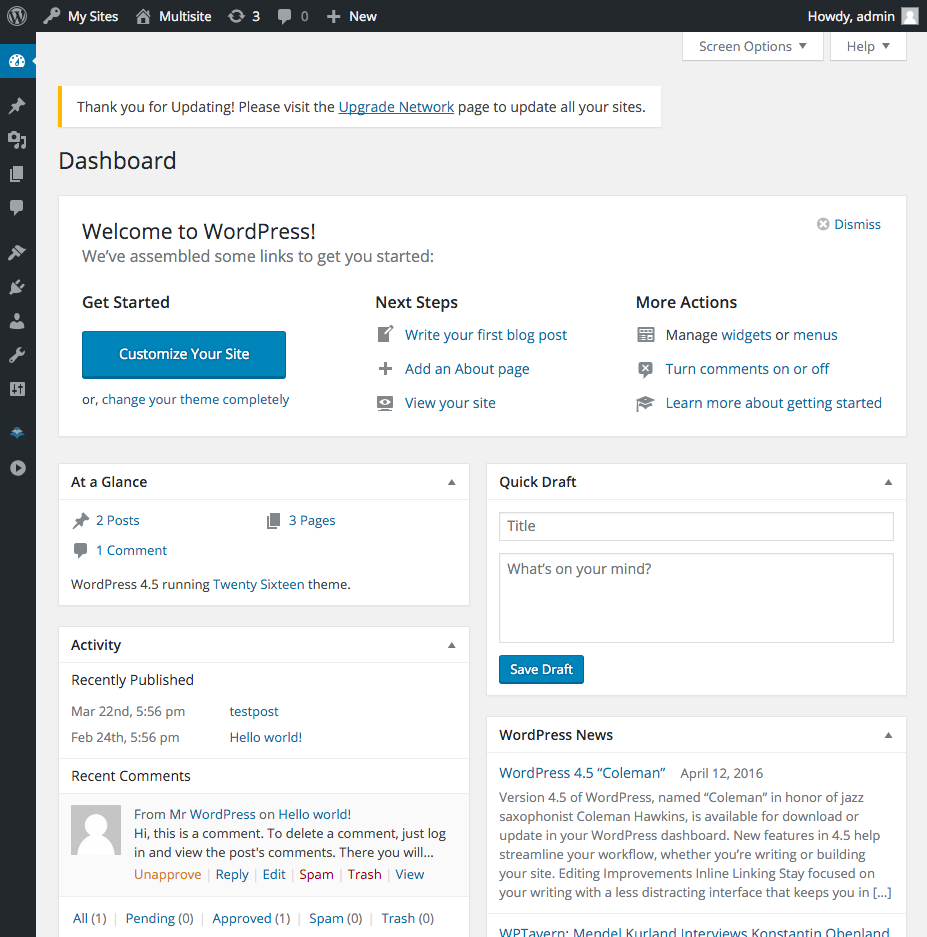 My Sites Multisite 3 0 New Howdy, admin
Screen Options Help
Thank you for Updating! Please visit the Upgrade Network page to update all your sites.
Dashboard
Welcome to WordPress!
Dismiss
We've assembled some links to get you started:
Get Started
Customize Your Site
or, change your theme completely
Next Steps
Write your first blog post
Add an About page
View your site
More Actions
Manage widgets or menus
Turn comments on or off
Learn more about getting started
At a Glance
2 Posts 3 Pages
1 Comment
WordPress 4.5 running Twenty Sixteen theme.
Activity
Recently Published
Mar 22nd, 5:56 pm testpost
Feb 24th, 5:56 pm Hello world!
Recent Comments
From Mr WordPress on Hello world!
Hi, this is a comment. To delete a comment, just log
in and view the post's comments. There you will...
Unapprove | Reply | Edit | Spam | Trash | View
All (1) | Pending (0) | Approved (1) | Spam (0) | Trash (0)
Quick Draft
Title
What's on your mind?
Save Draft
WordPress News
WordPress 4.5 “Coleman” April 12, 2016
Version 4.5 of WordPress, named “Coleman” in honor of jazz
saxophonist Coleman Hawkins, is available for download or
update in your WordPress dashboard. New features in 4.5 help
streamline your workflow, whether you’re writing or building
your site. Editing Improvements Inline Linking Stay focused on
your writing with a less distracting interface that keeps you in [...]
WPTavern: Mendel Kurland Interviews Konstantin Obenland